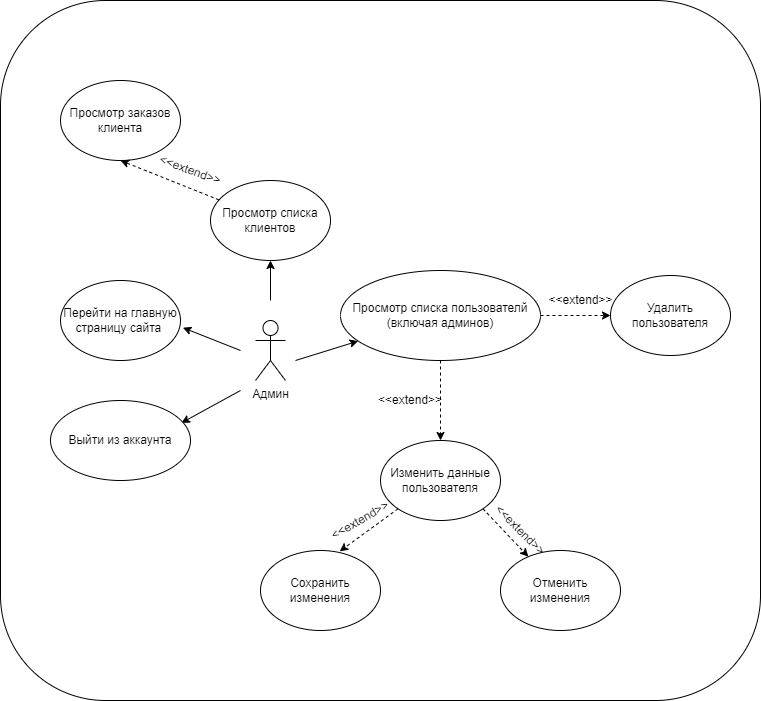 Просмотр заказов
клиента
<<extend>>
Просмотр списка
клиентов
Перейти на главную
страницу сайта
Админ
Просмотр списка пользователй
(включая админов)
<<extend>>
Удалить
пользователя
Выйти из аккаунта
<<extend>>
Изменить данные
пользователя
<<extend>>
<<extend>>
Сохранить
изменения
Отменить
изменения